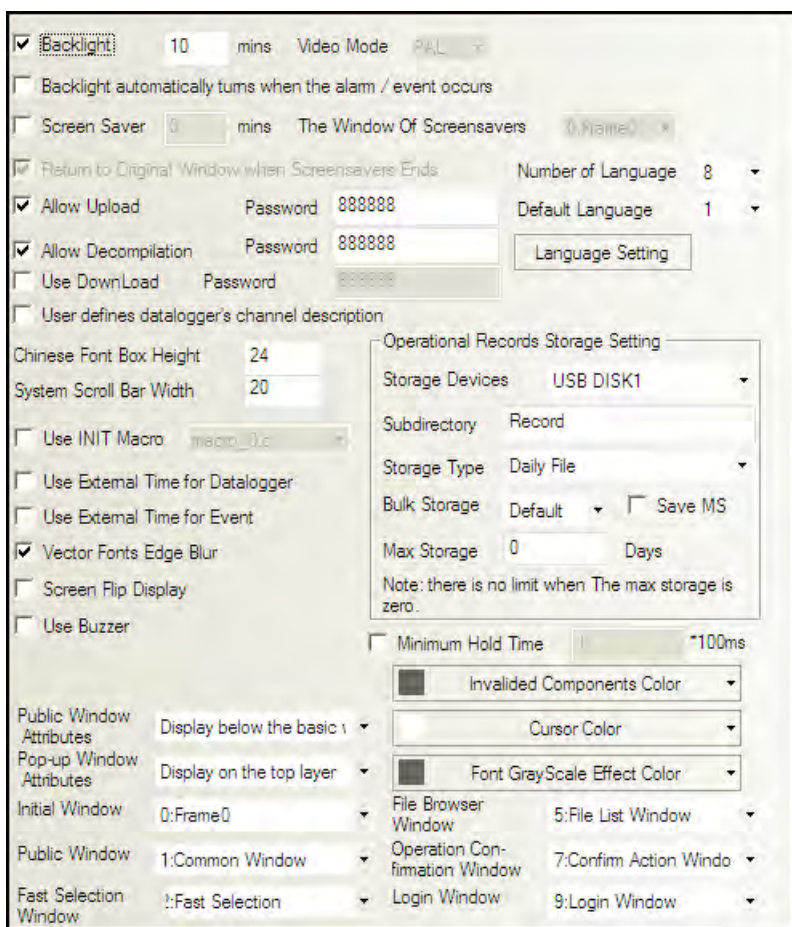 Backlight 10 mins Video Mode PAL
Backlight automatically turns when the alarm / event occurs
Screen Saver mins The Window Of Screensavers 0:Frame0
Return to Original Window when Screensavers Ends Number of Language 8
Allow Upload Password 888888 Default Language 1
Allow Decompilation Password 888888 Language Setting
Use DownLoad Password 888888
User defines datalogger's channel description
Chinese Font Box Height 24
System Scroll Bar Width 20
Use INIT Macro macro_0.c
Use External Time for Datalogger
Use External Time for Event
Vector Fonts Edge Blur
Screen Flip Display
Use Buzzer
Operational Records Storage Setting
Storage Devices USB DISK1
Subdirectory Record
Storage Type Daily File
Bulk Storage Default Save MS
Max Storage 0 Days
Note: there is no limit when The max storage is
zero.
Minimum Hold Time *100ms
Invalided Components Color
Cursor Color
Font GrayScale Effect Color
Public Window
Attributes Display below the basic
Pop-up Window
Attributes Display on the top layer
Initial Window 0:Frame0
Public Window 1:Common Window
Fast Selection
Window :Fast Selection
File Browser
Window 5:File List Window
Operation Con-
firmation Window 7:Confirm Action Windo
Login Window 9:Login Window